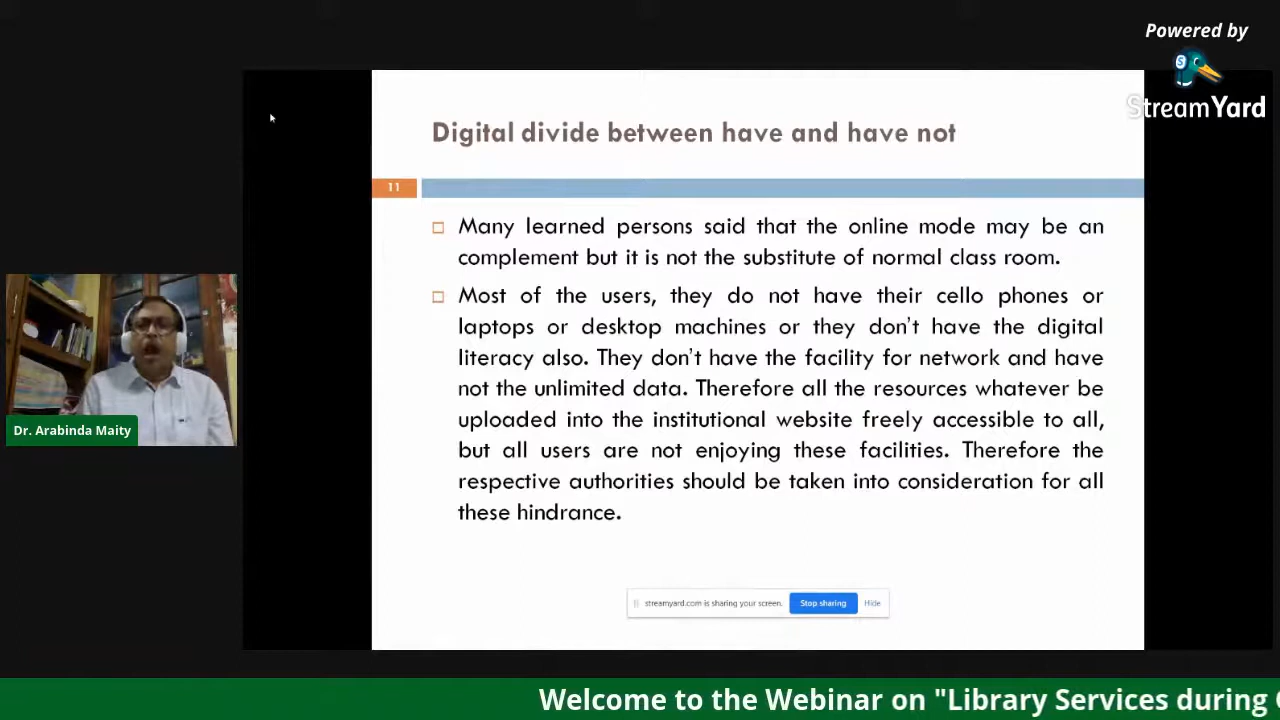 Powered by
StreamYard
Digital divide between have and have not
11
Many learned persons said that the online mode may be an
complement but it is not the substitute of normal class room.
Most of the users, they do not have their cello phones or
laptops or desktop machines or they don't have the digital
literacy also. They don't have the facility for network and have
not the unlimited data. Therefore all the resources whatever be
uploaded into the institutional website freely accessible to all,
but all users are not enjoying these facilities. Therefore the
respective authorities should be taken into consideration for all
these hindrance.
Dr. Arabinda Maity
streamyard.com is sharing your screen. Stop sharing Hide
Welcome to the Webinar on "Library Services during